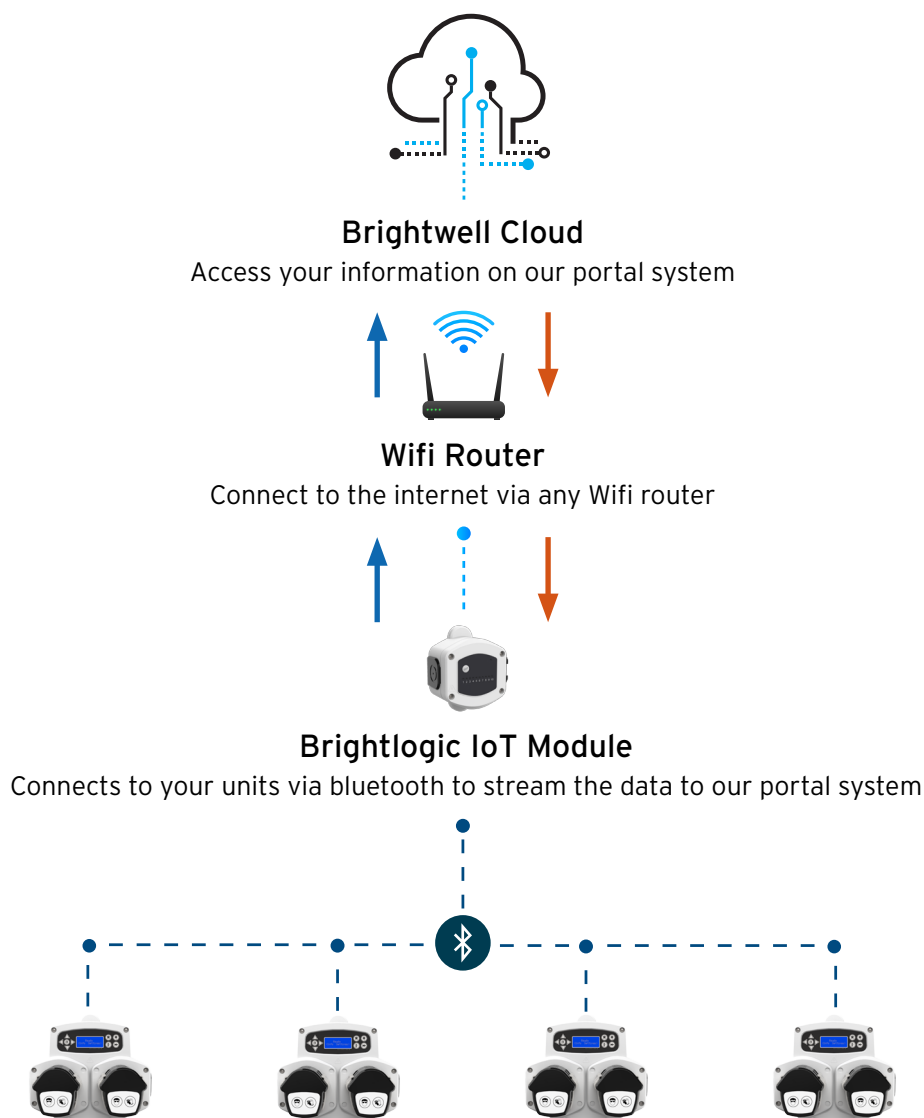 Brightwell Cloud
Access your information on our portal system
Wifi Router
Connect to the internet via any Wifi router
Brightlogic IoT Module
Connects to your units via bluetooth to stream the data to our portal system